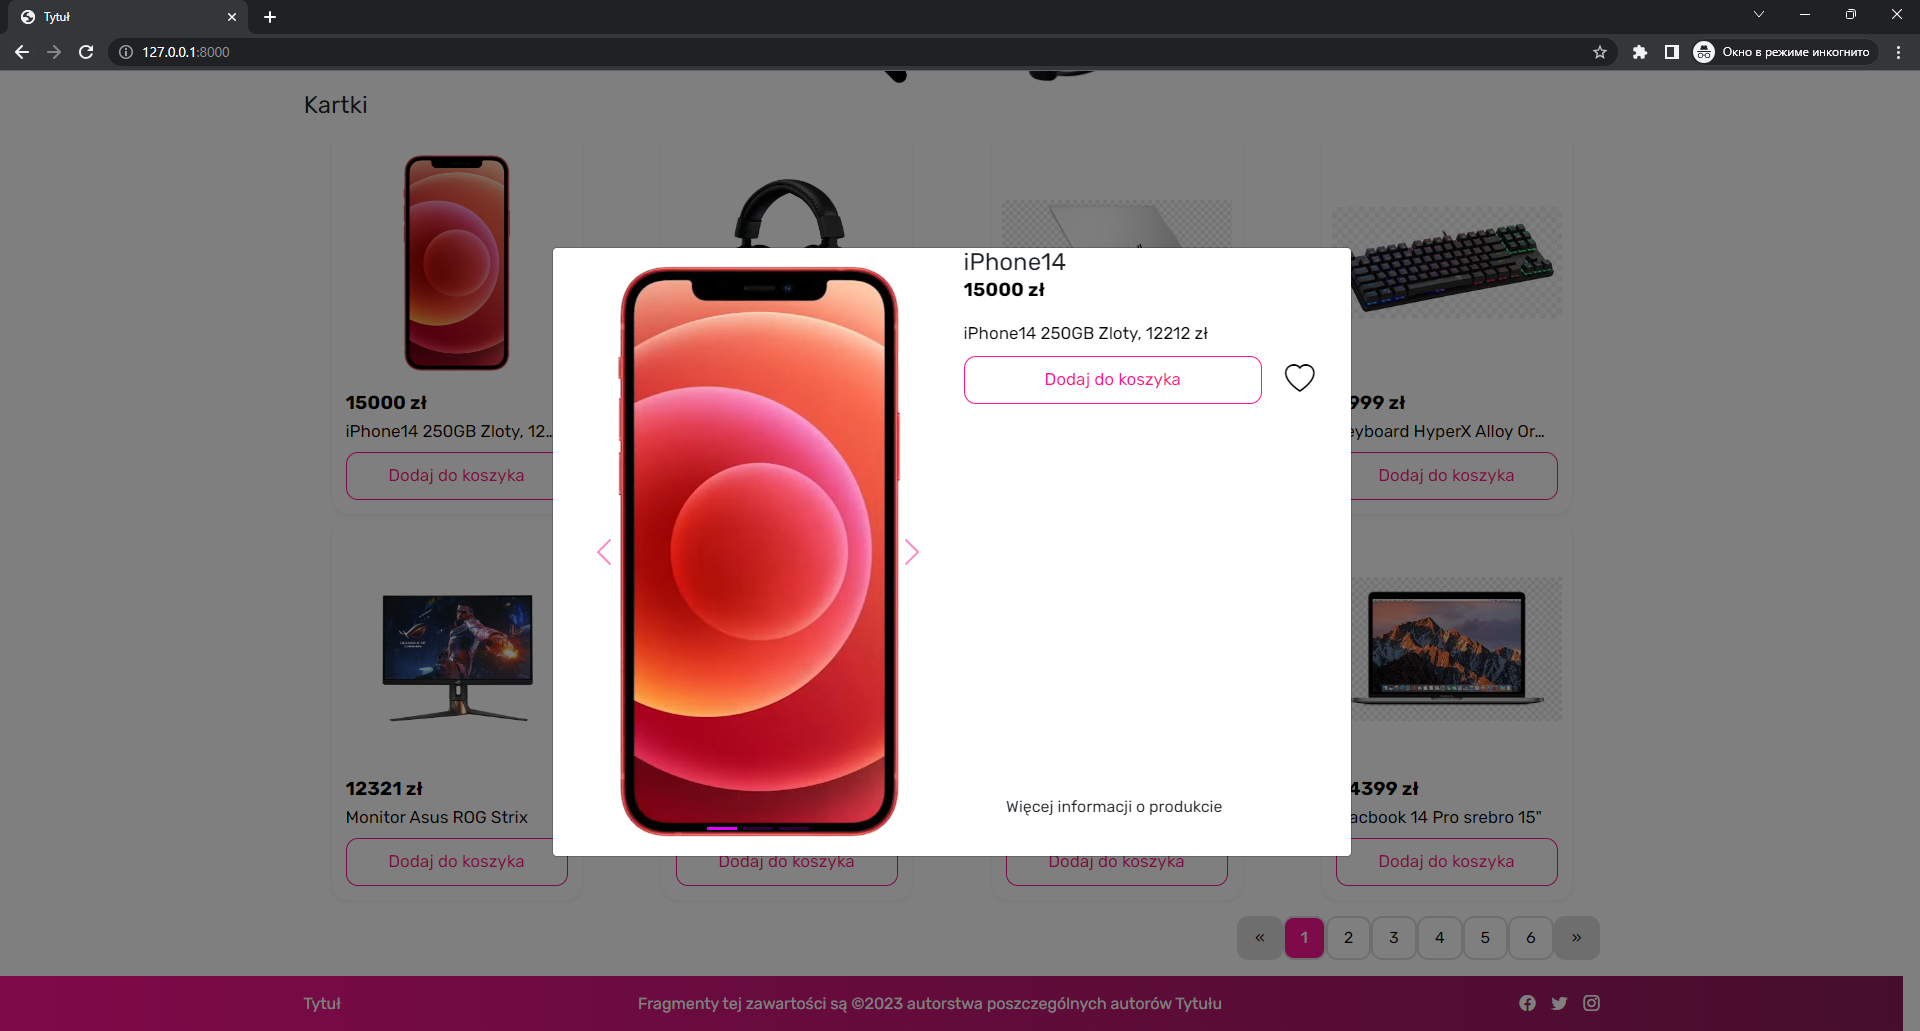 Tytuł
127.0.0.1:8000
Окно в режиме инкогнито
Kartki
15000 zł
iPhone14 250GB Zloty, 12...
Dodaj do koszyka
iPhone14
15000 zł
iPhone14 250GB Zloty, 12212 zł
Dodaj do koszyka
Więcej informacji o produkcie
999 zł
eyboard HyperX Alloy Or...
Dodaj do koszyka
12321 zł
Monitor Asus ROG Strix
Dodaj do koszyka
Dodaj do koszyka
Dodaj do koszyka
4399 zł
acbook 14 Pro srebro 15"
Dodaj do koszyka
« 1 2 3 4 5 6 »
Tytuł
Fragmenty tej zawartości są ©2023 autorstwa poszczególnych autorów Tytułu